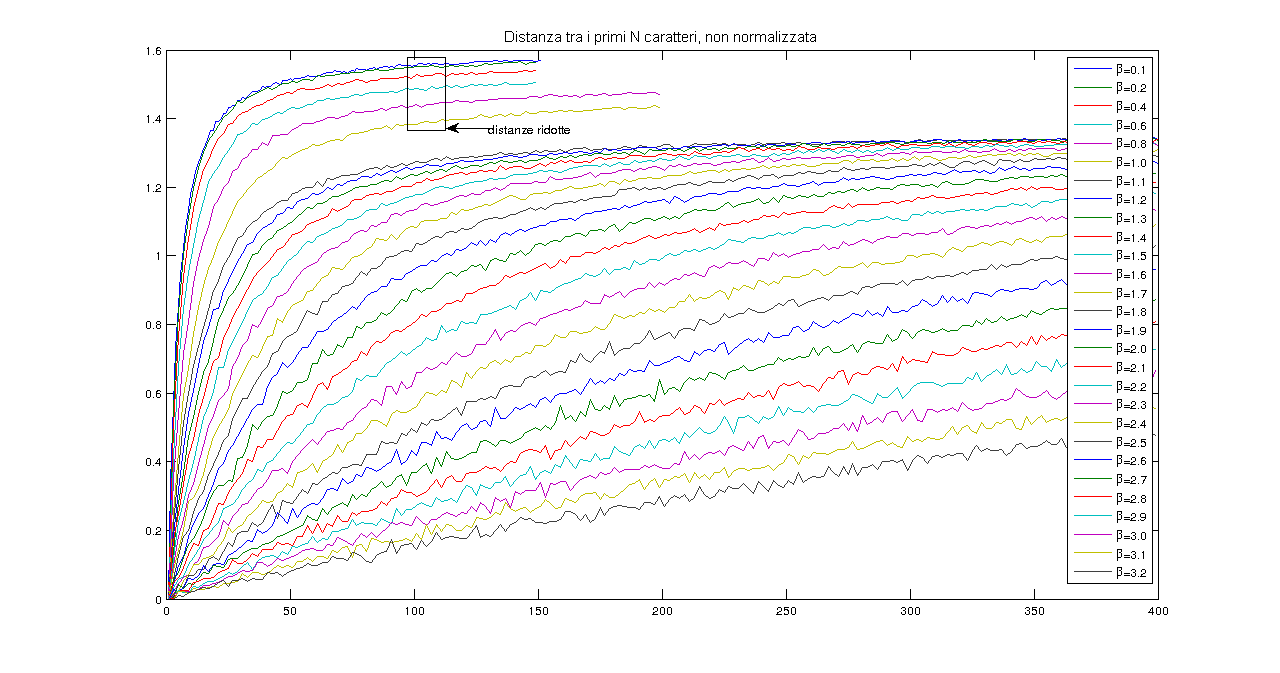 Distanza tra i primi N caratteri, non normalizzata
1.6
1.4
1.2
1
0.8
0.6
0.4
0.2
0
distanze ridotte
β=0.1
β=0.2
β=0.4
β=0.6
β=0.8
β=1.0
β=1.1
β=1.2
β=1.3
β=1.4
β=1.5
β=1.6
β=1.7
β=1.8
β=1.9
β=2.0
β=2.1
β=2.2
β=2.3
β=2.4
β=2.5
β=2.6
β=2.7
β=2.8
β=2.9
β=3.0
β=3.1
β=3.2
0 50 100 150 200 250 300 350 400